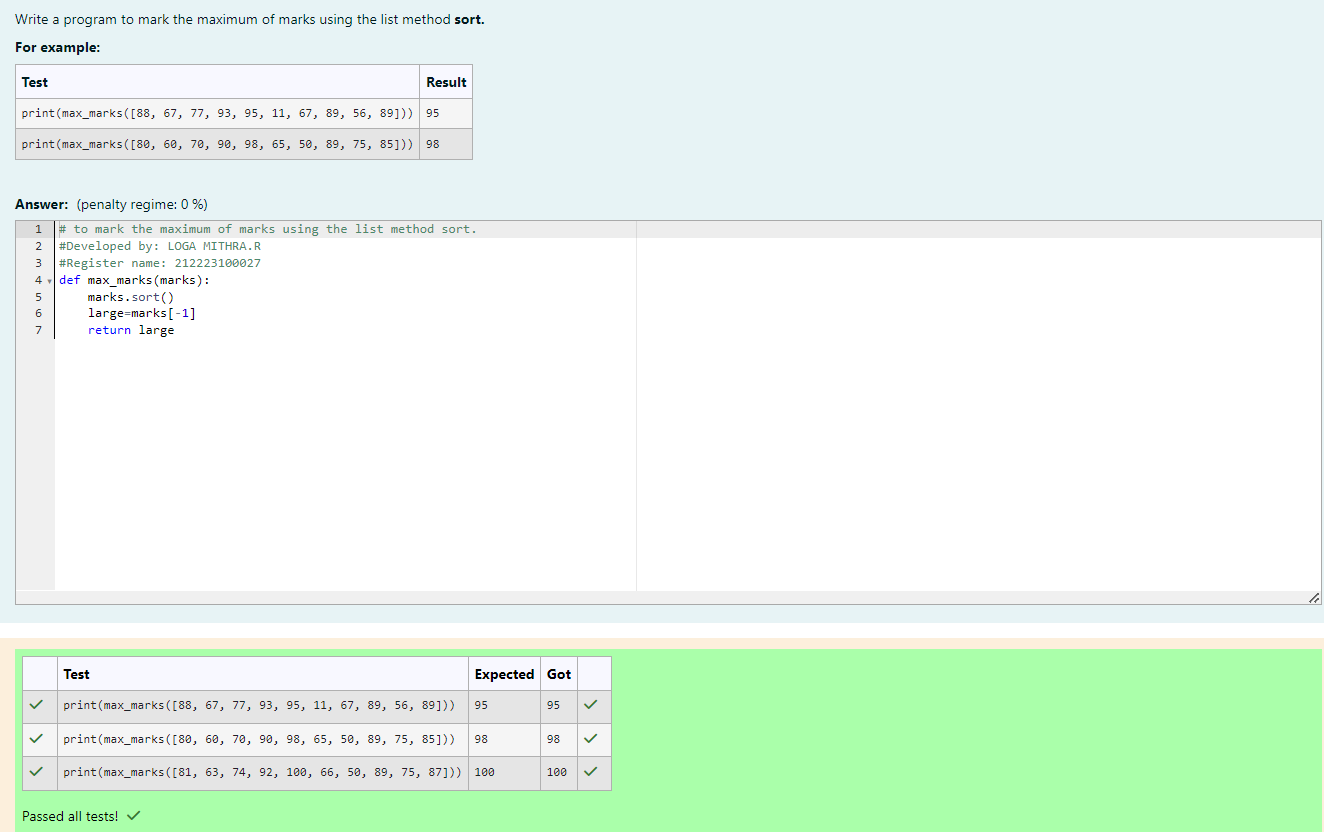 Write a program to mark the maximum of marks using the list method sort.
For example:
Test Result
print(max_marks([88, 67, 77, 93, 95, 11, 67, 89, 56, 89])) 95
print(max_marks([80, 60, 70, 90, 98, 65, 50, 89, 75, 85])) 98
Answer: (penalty regime: 0 %)
1 # to mark the maximum of marks using the list method sort.
2 #Developed by: LOGA MITHRA.R
3 #Register name: 212223100027
4 def max_marks(marks):
5     marks.sort()
6     large=marks[-1]
7     return large
Test Expected Got
print(max_marks([88, 67, 77, 93, 95, 11, 67, 89, 56, 89])) 95 95
print(max_marks([80, 60, 70, 90, 98, 65, 50, 89, 75, 85])) 98 98
print(max_marks([81, 63, 74, 92, 100, 66, 50, 89, 75, 87])) 100 100
Passed all tests!